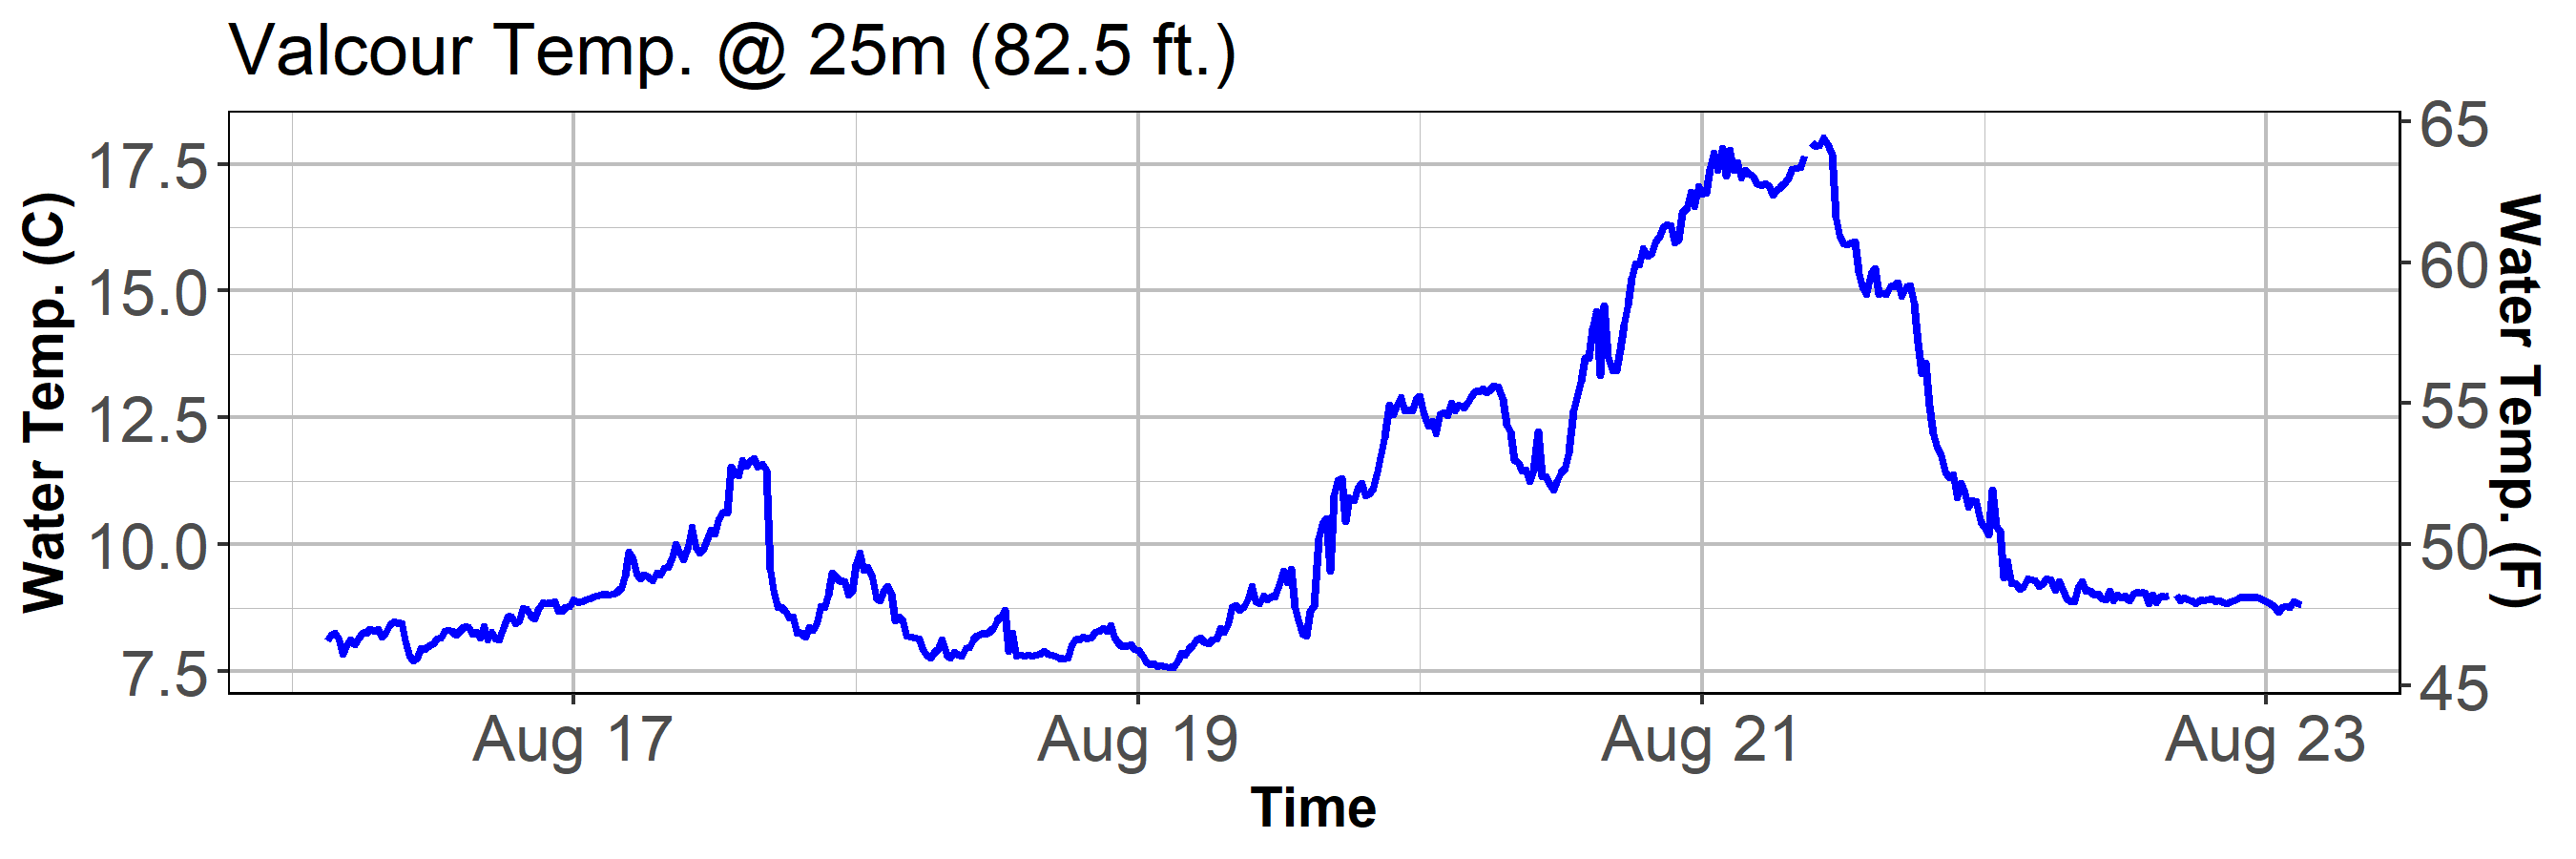 Valcour Temp. @ 25m (82.5 ft.)
Water Temp. (C)
17.5
15.0
12.5
10.0
7.5
65
60
55
50
45
Water Temp. (F)
Aug 17 Aug 19 Aug 21 Aug 23
Time